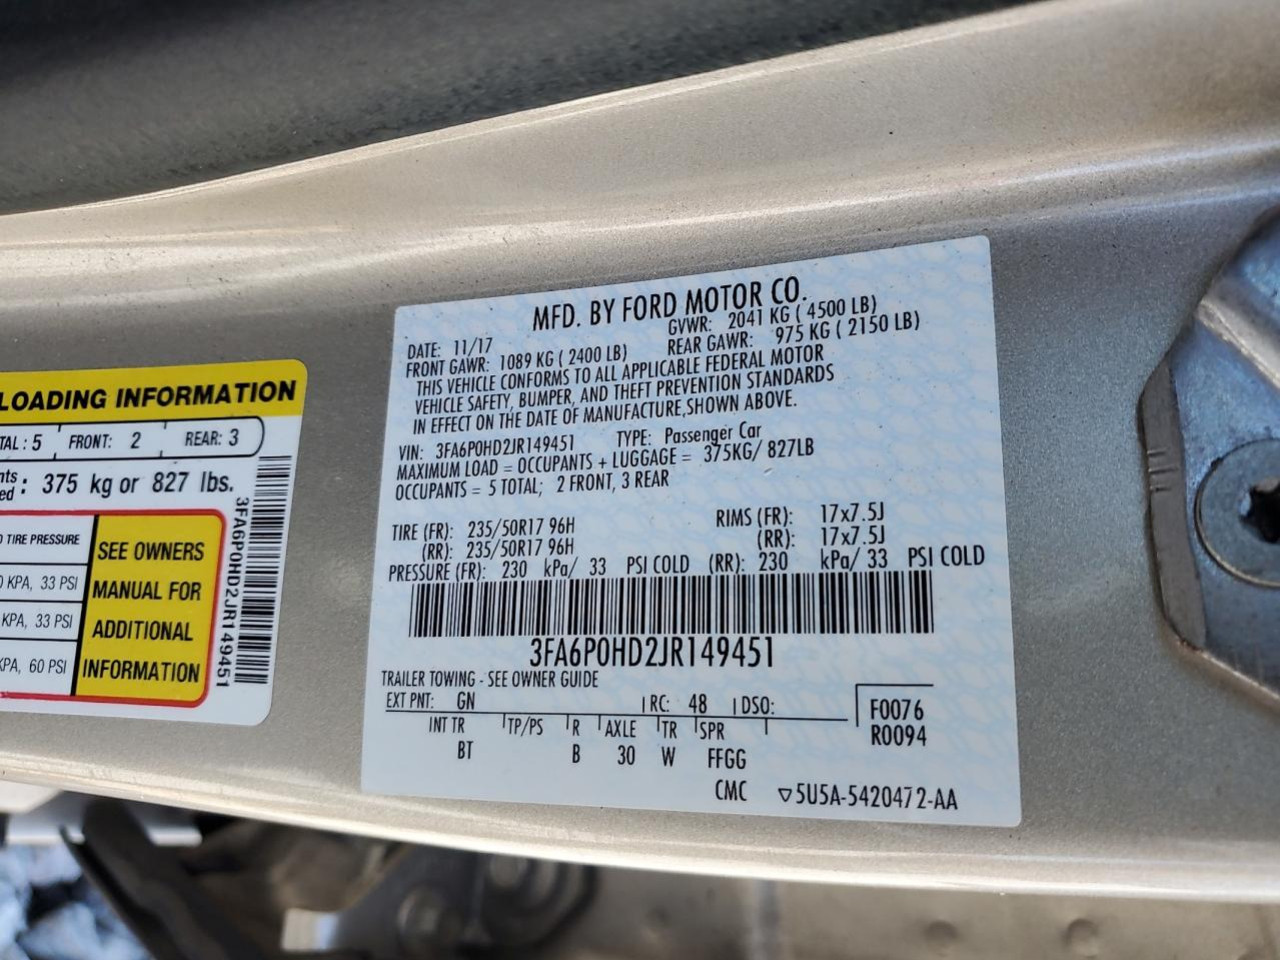 LOADING INFORMATION
TAL : 5 FRONT: 2 REAR: 3
nts
ed : 375 kg or 827 lbs.
TIRE PRESSURE
KPA, 33 PSI
KPA, 33 PSI
KPA, 60 PSI
SEE OWNERS
MANUAL FOR
ADDITIONAL
INFORMATION
3FA6P0HD2JR149451
MFD. BY FORD MOTOR CO.
DATE: 11/17 GVWR: 2041 KG ( 4500 LB)
FRONT GAWR: 1089 KG ( 2400 LB) REAR GAWR: 975 KG ( 2150 LB)
THIS VEHICLE CONFORMS TO ALL APPLICABLE FEDERAL MOTOR
VEHICLE SAFETY, BUMPER, AND THEFT PREVENTION STANDARDS
IN EFFECT ON THE DATE OF MANUFACTURE,SHOWN ABOVE.
VIN: 3FA6P0HD2JR149451 TYPE: Passenger Car
MAXIMUM LOAD = OCCUPANTS + LUGGAGE = 375KG/ 827LB
OCCUPANTS = 5 TOTAL; 2 FRONT, 3 REAR
TIRE (FR): 235/50R17 96H RIMS (FR): 17x7.5J
(RR): 235/50R17 96H (RR): 17x7.5J
PRESSURE (FR): 230 kPa/ 33 PSI COLD (RR): 230 kPa/ 33 PSI COLD
3FA6P0HD2JR149451
TRAILER TOWING - SEE OWNER GUIDE
EXT PNT: GN RC: 48 DSO: F0076
INT TR TP/PS R AXLE TR SPR R0094
BT B 30 W FFGG
CMC ▽5U5A-5420472-AA